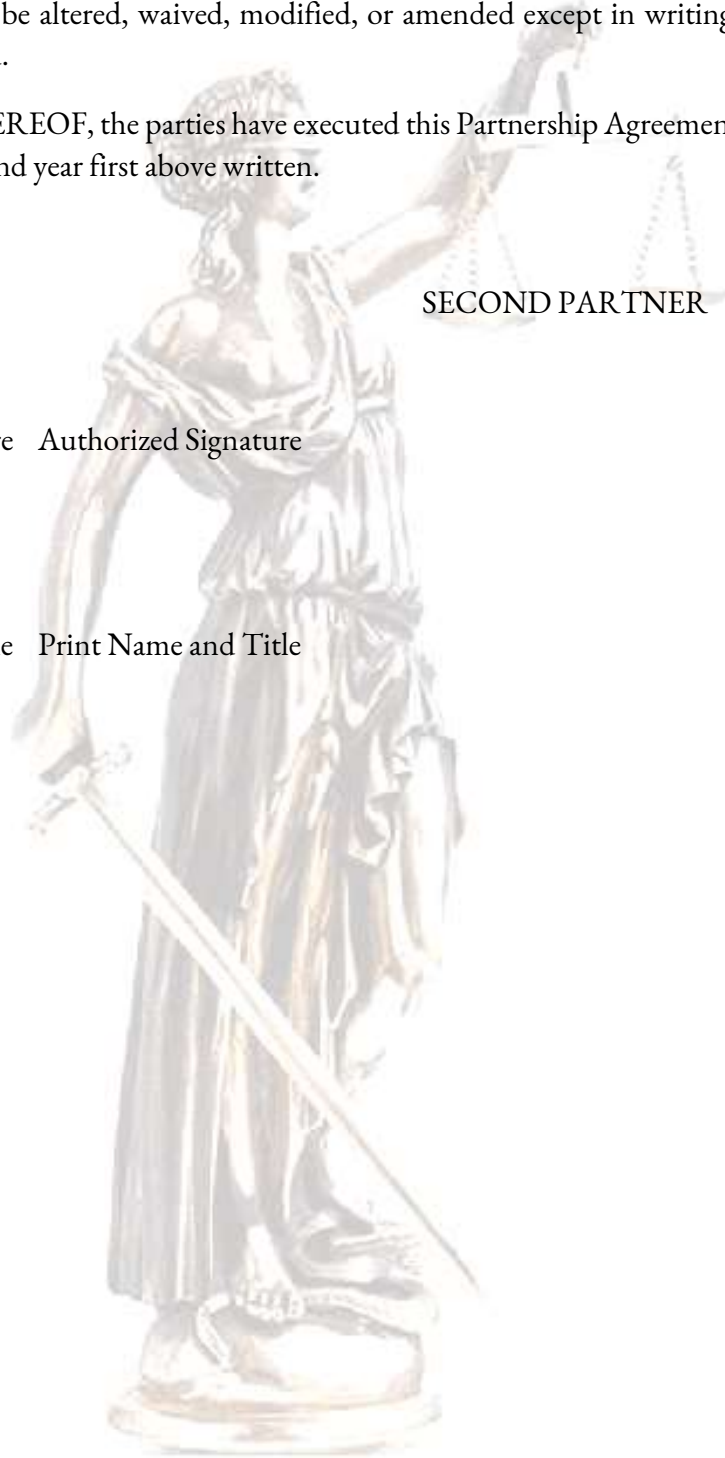 be altered, waived, modified, or amended except in writing
.
EREOF, the parties have executed this Partnership Agreemen
nd year first above written.
SECOND PARTNER
e Authorized Signature
e Print Name and Title